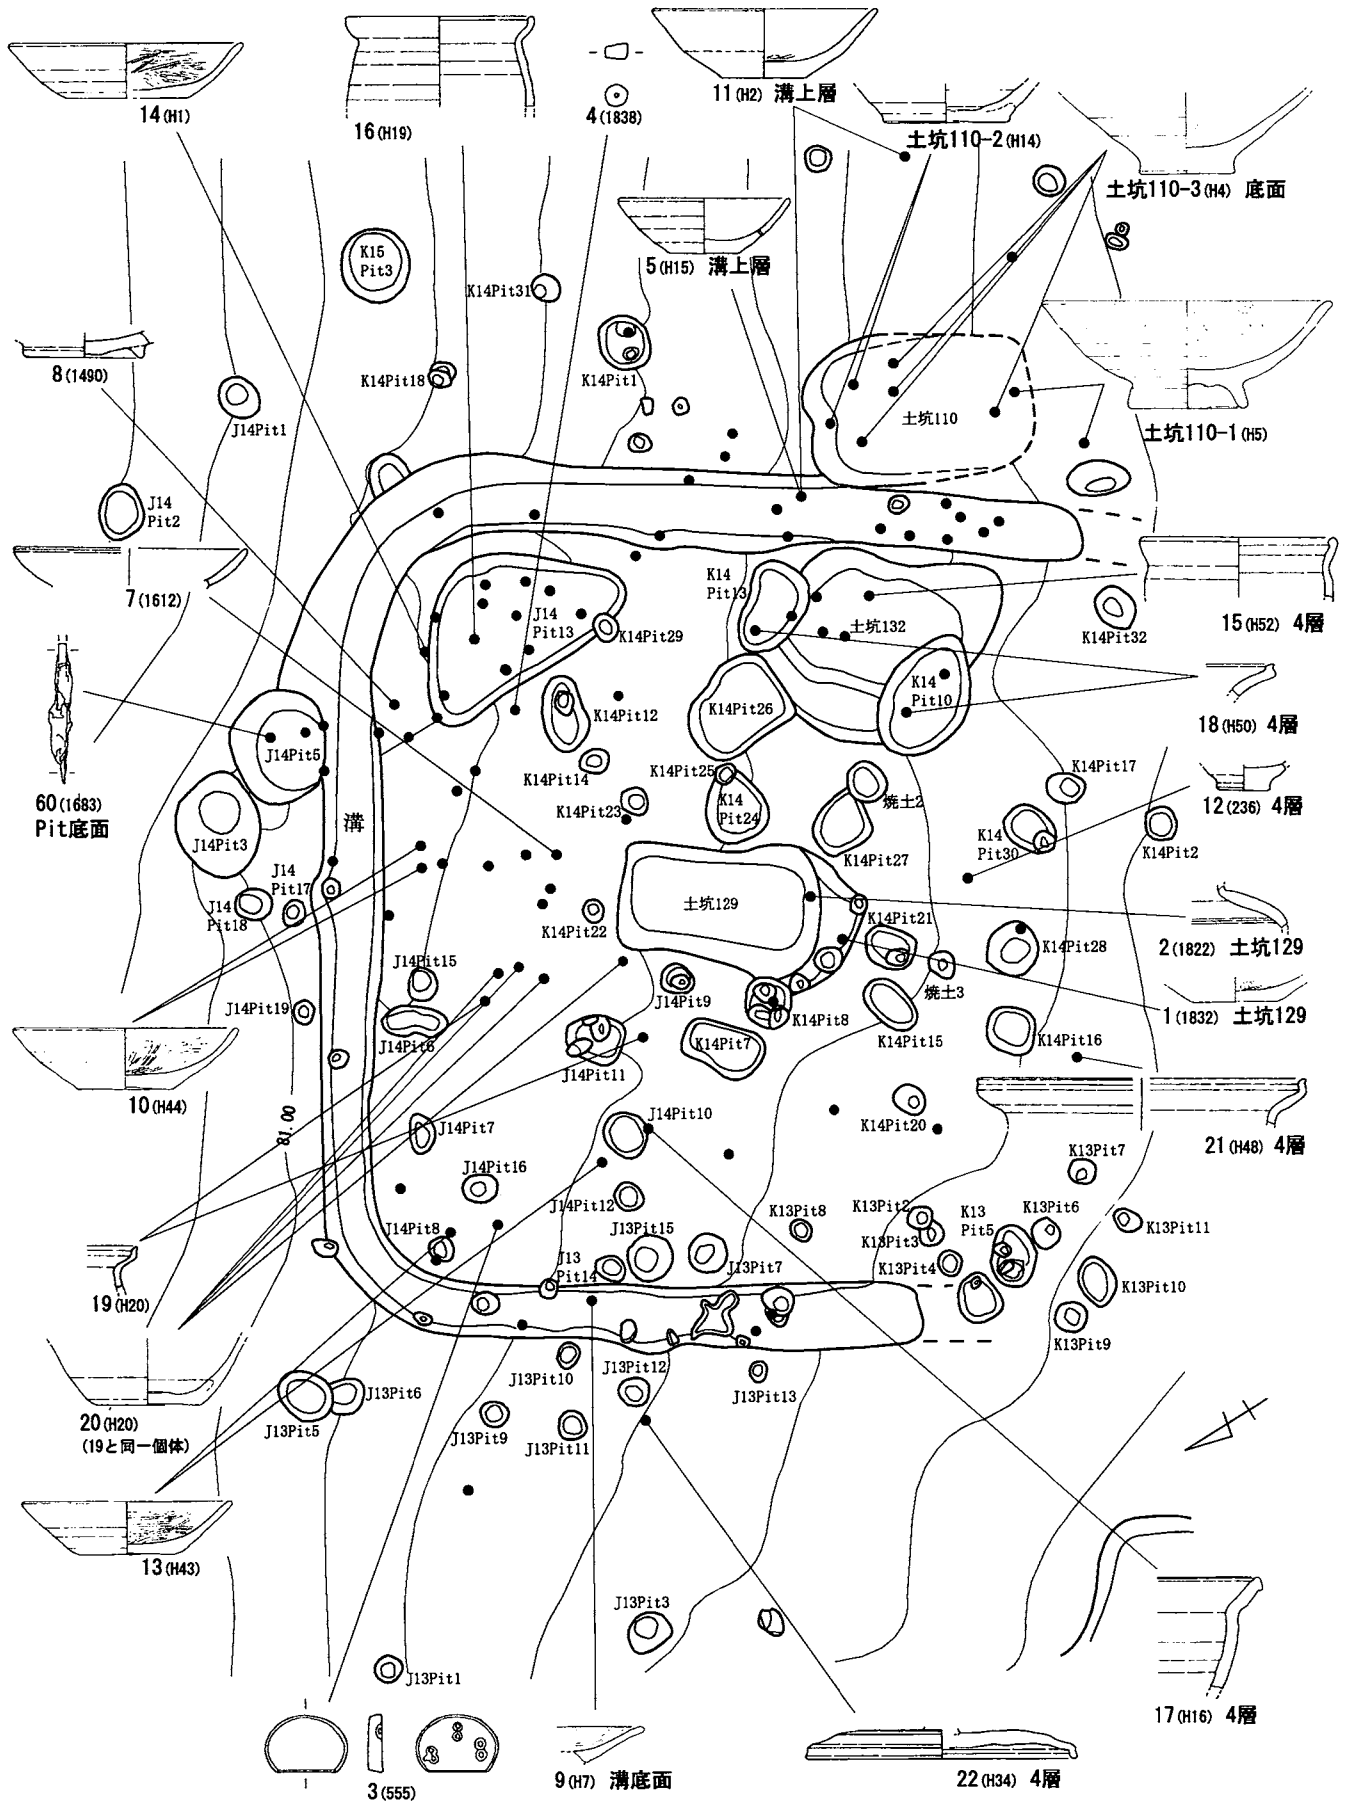 14(H1)
16(H19)
4(1838)
11(H2) 溝上層
土坑110-2(H14)
土坑110-3(H4) 底面
5(H15) 溝上層
K15
Pit3
K14Pit31
K14Pit1
K14Pit18
8(1490)
J14Pit1
土坑110
土坑110-1(H5)
J14
Pit2
7(1612)
J14
Pit13
K14Pit29
K14
Pit13
土坑132
K14Pit32
15(H52) 4層
18(H50) 4層
K14
Pit10
K14Pit26
K14Pit12
J14Pit5
60(1683)
Pit底面
K14Pit14
K14Pit25
K14
Pit24
K14Pit23
焼土2
K14Pit17
12(236) 4層
溝
J14Pit3
K14Pit27
K14
Pit30
K14Pit2
J14
Pit17
J14
Pit18
土坑129
K14Pit22
K14Pit21
K14Pit28
2(1822) 土坑129
J14Pit15
J14Pit9
焼土3
J14Pit19
J14Pit6
K14Pit8
K14Pit15
K14Pit16
1(1832) 土坑129
J14Pit11
K14Pit7
10(H44)
81.00
J14Pit7
J14Pit10
K14Pit20
21(H48) 4層
J14Pit16
J14Pit12
K13Pit7
J14Pit8
J13Pit15
K13Pit8
K13Pit2
K13
Pit5
K13Pit6
K13Pit11
K13Pit3
J13
Pit14
J13Pit7
K13Pit4
K13Pit10
19(H20)
K13Pit9
J13Pit10
J13Pit12
J13Pit13
J13Pit6
J13Pit5
J13Pit9
J13Pit11
20(H20)
(19と同一個体)
13(H43)
J13Pit3
J13Pit1
17(H16) 4層
3(555)
9(H7) 溝底面
22(H34) 4層